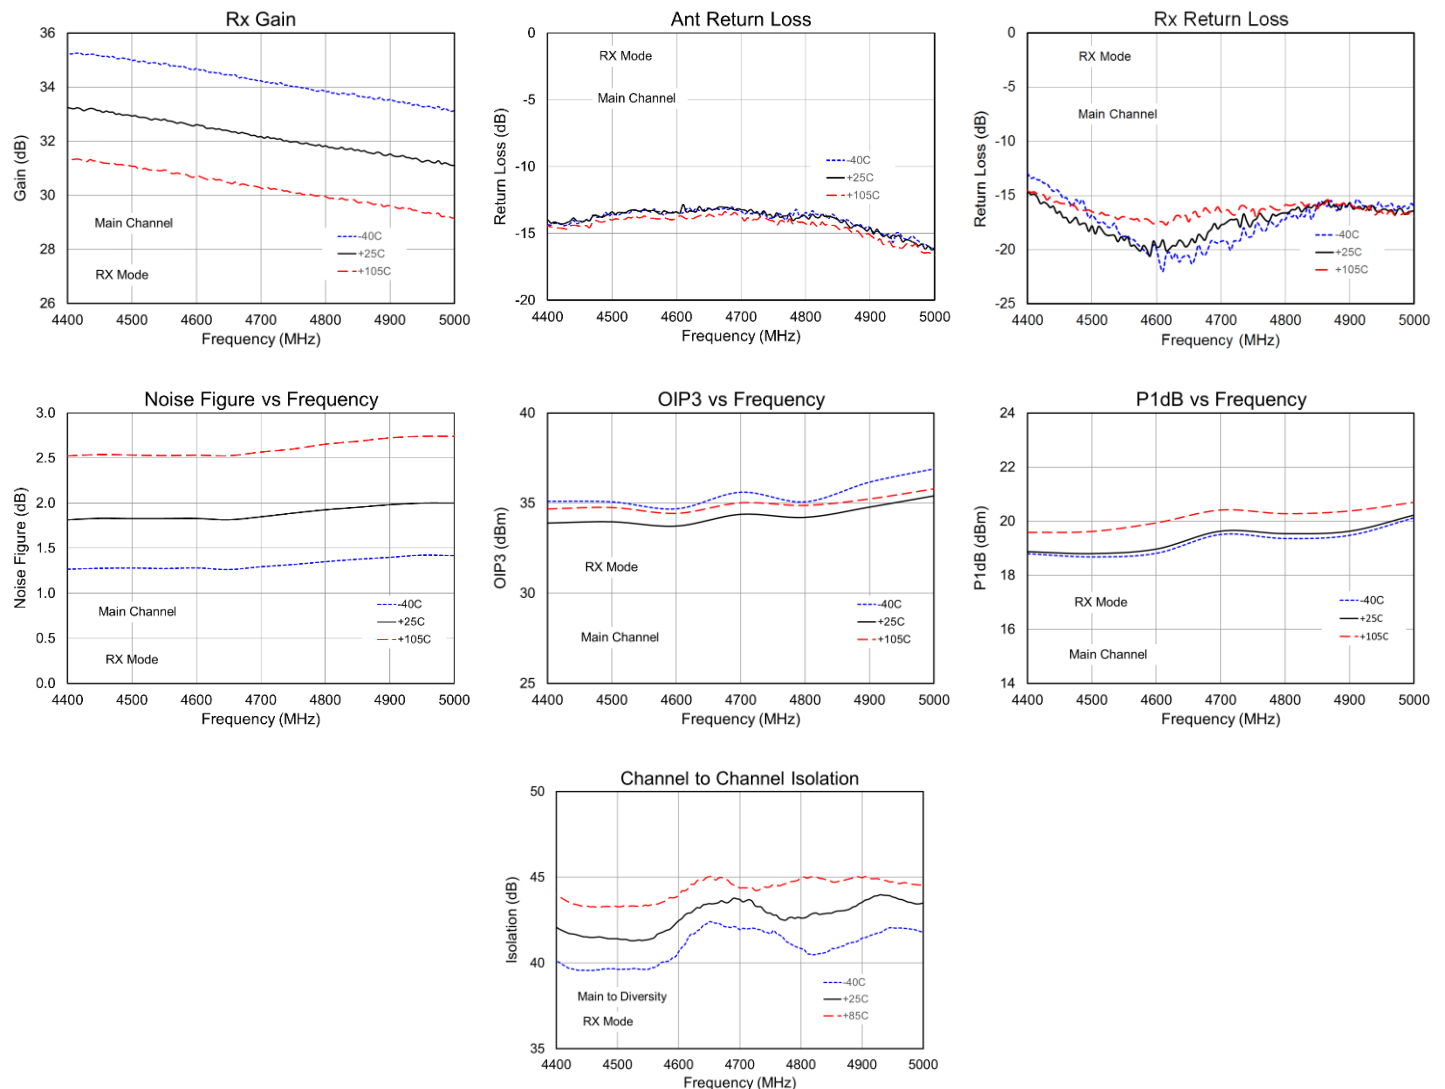 Rx Gain
36
34
32
30
28
26
Gain (dB)
Main Channel
RX Mode
-40C
+25C
+105C
4400 4500 4600 4700 4800 4900 5000
Frequency (MHz)
Ant Return Loss
0
-5
-10
-15
-20
Return Loss (dB)
RX Mode
Main Channel
-40C
+25C
+105C
4400 4500 4600 4700 4800 4900 5000
Frequency (MHz)
Rx Return Loss
0
-5
-10
-15
-20
-25
Return Loss (dB)
RX Mode
Main Channel
-40C
+25C
+105C
4400 4500 4600 4700 4800 4900 5000
Frequency (MHz)
Noise Figure vs Frequency
3.0
2.5
2.0
1.5
1.0
0.5
0.0
Noise Figure (dB)
Main Channel
RX Mode
-40C
+25C
+105C
4400 4500 4600 4700 4800 4900 5000
Frequency (MHz)
OIP3 vs Frequency
40
35
30
25
OIP3 (dBm)
RX Mode
Main Channel
-40C
+25C
+105C
4400 4500 4600 4700 4800 4900 5000
Frequency (MHz)
P1dB vs Frequency
24
22
20
18
16
14
P1dB (dBm)
RX Mode
Main Channel
-40C
+25C
+105C
4400 4500 4600 4700 4800 4900 5000
Frequency (MHz)
Channel to Channel Isolation
50
45
40
35
Isolation (dB)
Main to Diversity
RX Mode
-40C
+25C
+85C
4400 4500 4600 4700 4800 4900 5000
Frequency (MHz)